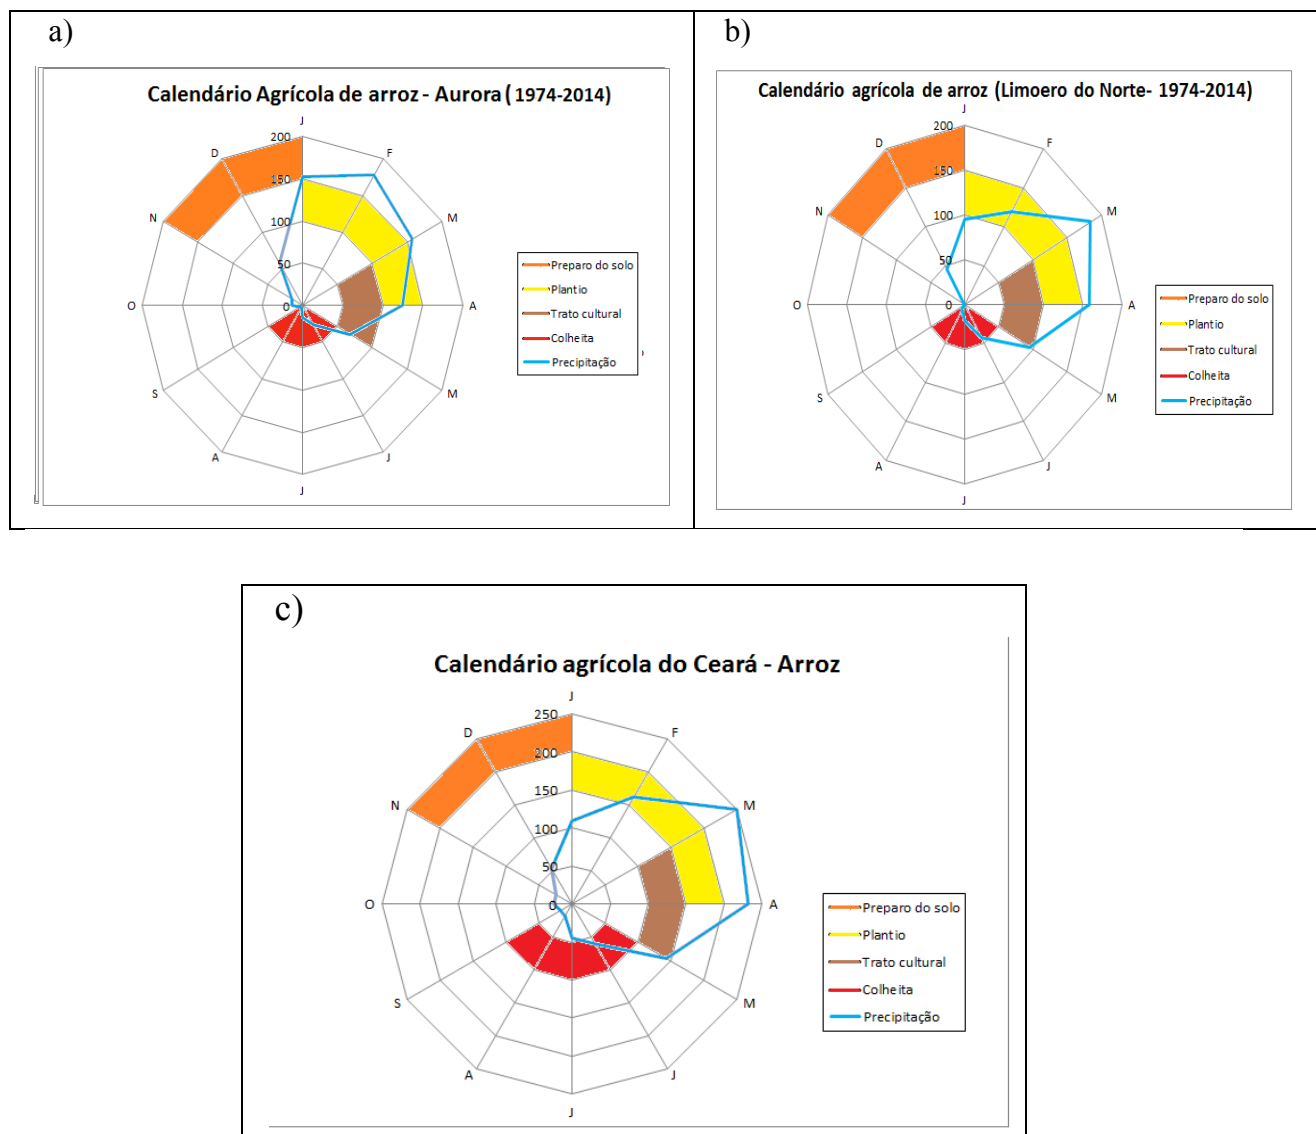 a)
Calendário Agrícola de arroz - Aurora ( 1974-2014)
J
F
M
A
M
J
J
A
S
O
N
D
200
150
100
50
0
Preparo do solo
Plantio
Trato cultural
Colheita
Precipitação
b)
Calendário agrícola de arroz (Limoero do Norte- 1974-2014)
J
F
M
A
M
J
J
A
S
O
N
D
200
150
100
50
0
Preparo do solo
Plantio
Trato cultural
Colheita
Precipitação
c)
Calendário agrícola do Ceará - Arroz
J
F
M
A
M
J
J
A
S
O
N
D
250
200
150
100
50
0
Preparo do solo
Plantio
Trato cultural
Colheita
Precipitação